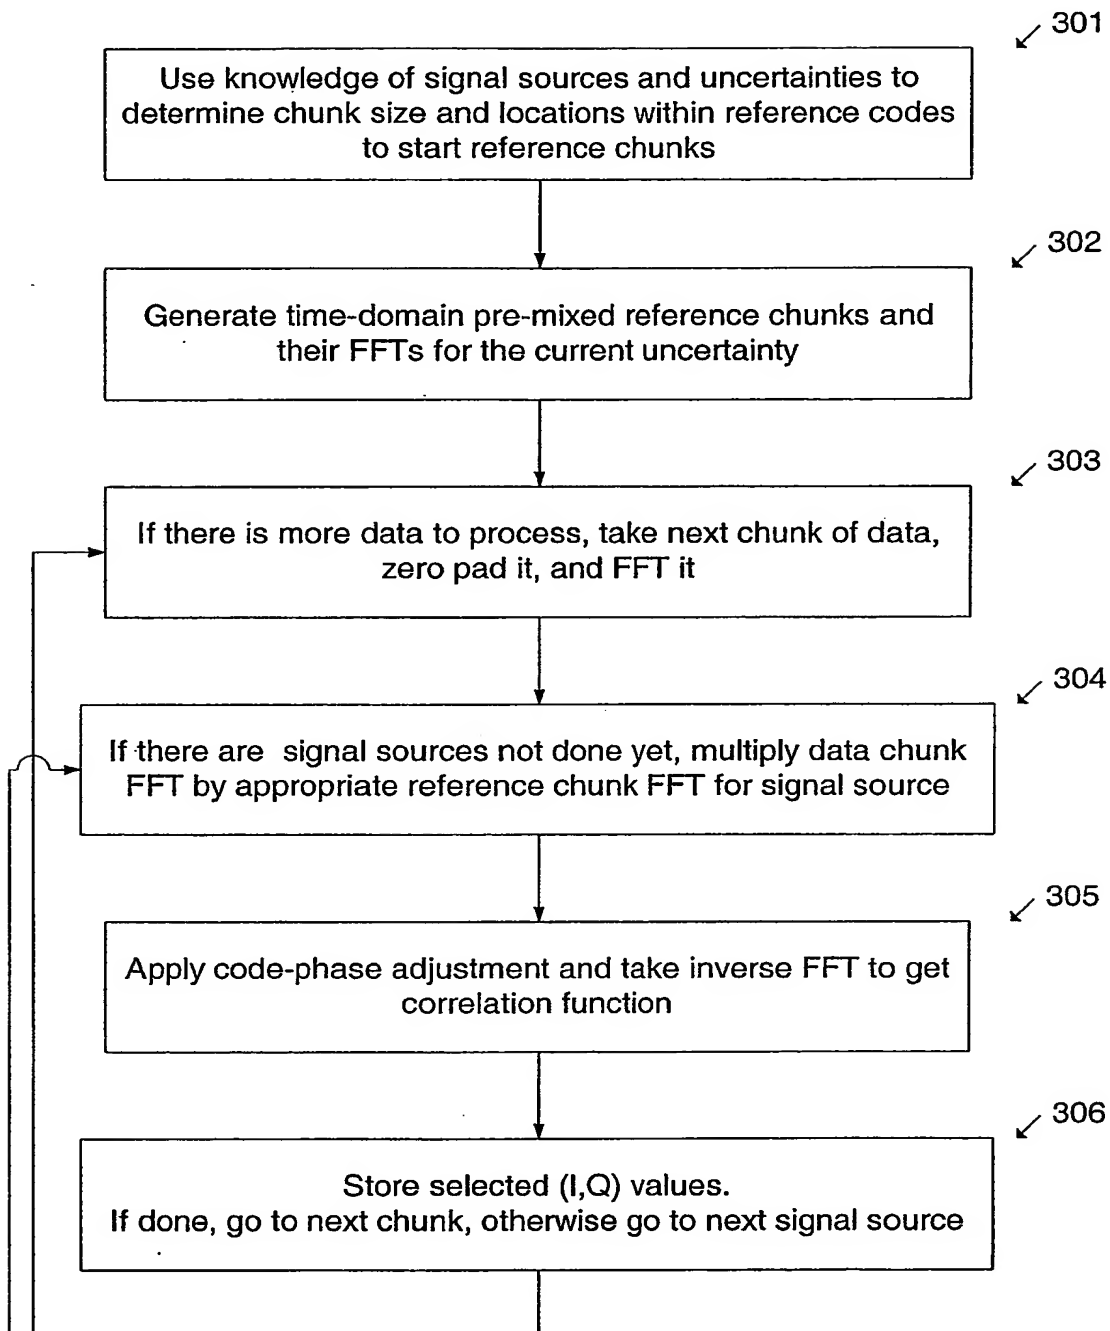 301
Use knowledge of signal sources and uncertainties to
determine chunk size and locations within reference codes
to start reference chunks
302
Generate time-domain pre-mixed reference chunks and
their FFTs for the current uncertainty
303
If there is more data to process, take next chunk of data,
zero pad it, and FFT it
304
If there are signal sources not done yet, multiply data chunk
FFT by appropriate reference chunk FFT for signal source
305
Apply code-phase adjustment and take inverse FFT to get
correlation function
306
Store selected (I,Q) values.
If done, go to next chunk, otherwise go to next signal source